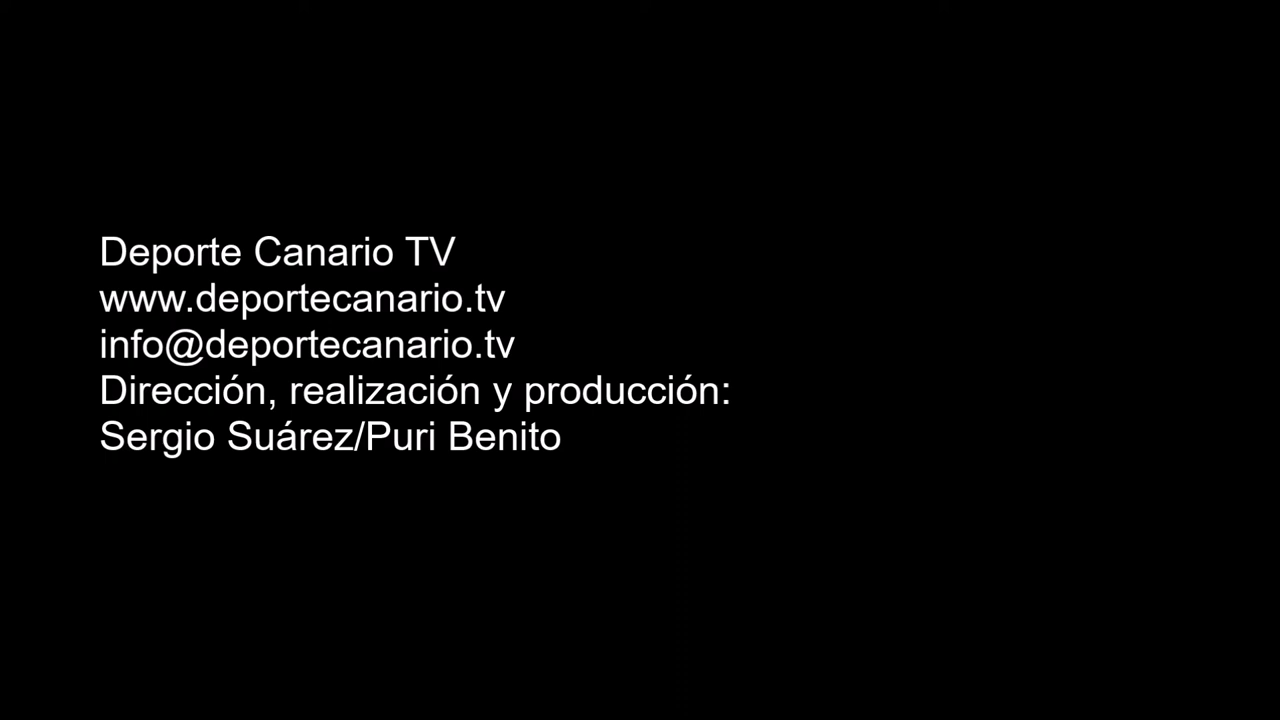 Deporte Canario TV
www.deportecanario.tv
info@deportecanario.tv
Dirección, realización y producción:
Sergio Suárez/Puri Benito